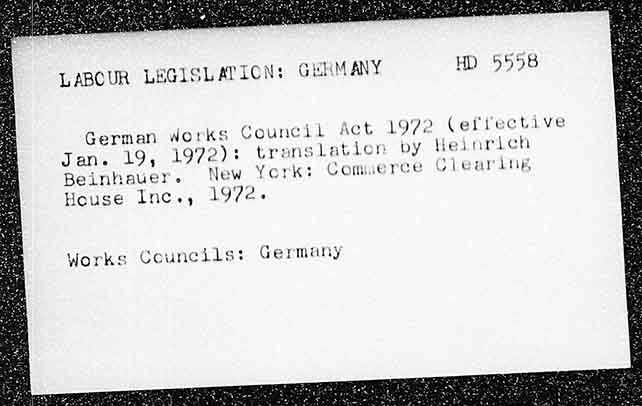 LABOUR LEGISLATION: GERMANY HD 5558
German Works Council Act 1972 (effective
Jan. 19, 1972): translation by Heinrich
Beinhauer. New York: Commerce Clearing
House Inc., 1972.
Works Councils: Germany